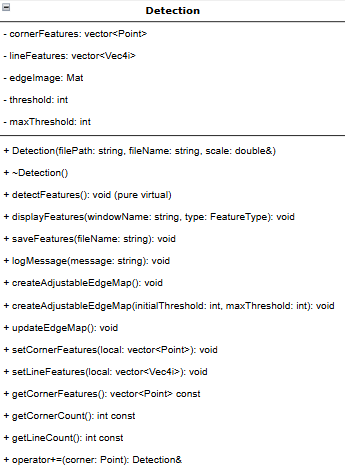 Detection
- cornerFeatures: vector<Point>
- lineFeatures: vector<Vec4i>
- edgeImage: Mat
- threshold: int
- maxThreshold: int
+ Detection(filePath: string, fileName: string, scale: double&)
+ ~Detection()
+ detectFeatures(): void (pure virtual)
+ displayFeatures(windowName: string, type: FeatureType): void
+ saveFeatures(fileName: string): void
+ logMessage(message: string): void
+ createAdjustableEdgeMap(): void
+ createAdjustableEdgeMap(initialThreshold: int, maxThreshold: int): void
+ updateEdgeMap(): void
+ setCornerFeatures(local: vector<Point>): void
+ setLineFeatures(local: vector<Vec4i>): void
+ getCornerFeatures(): vector<Point> const
+ getCornerCount(): int const
+ getLineCount(): int const
+ operator+=(corner: Point): Detection&